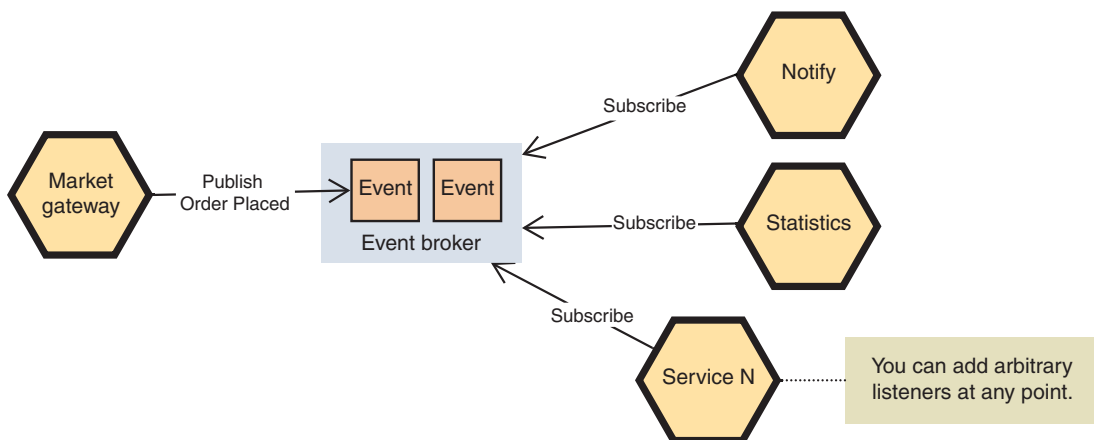 Notify
Subscribe
Market
gateway
Publish
Order Placed
Event
Event
Event broker
Subscribe
Statistics
Subscribe
Service N
You can add arbitrary
listeners at any point.